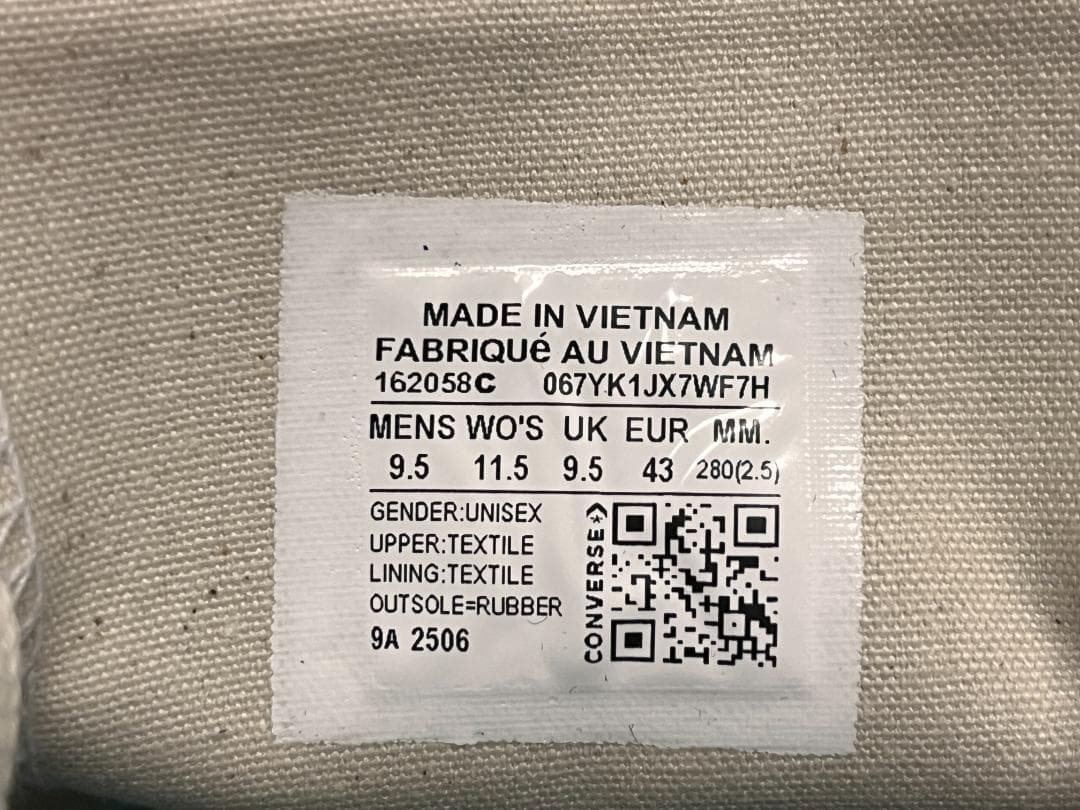 MADE IN VIETNAM
FABRIQUé AU VIETNAM
162058C 067YK1JX7WF7H
MENS WO'S UK EUR MM.
9.5 11.5 9.5 43 280(2.5)
GENDER:UNISEX
UPPER:TEXTILE
LINING:TEXTILE
OUTSOLE=RUBBER
9A 2506
CONVERSE